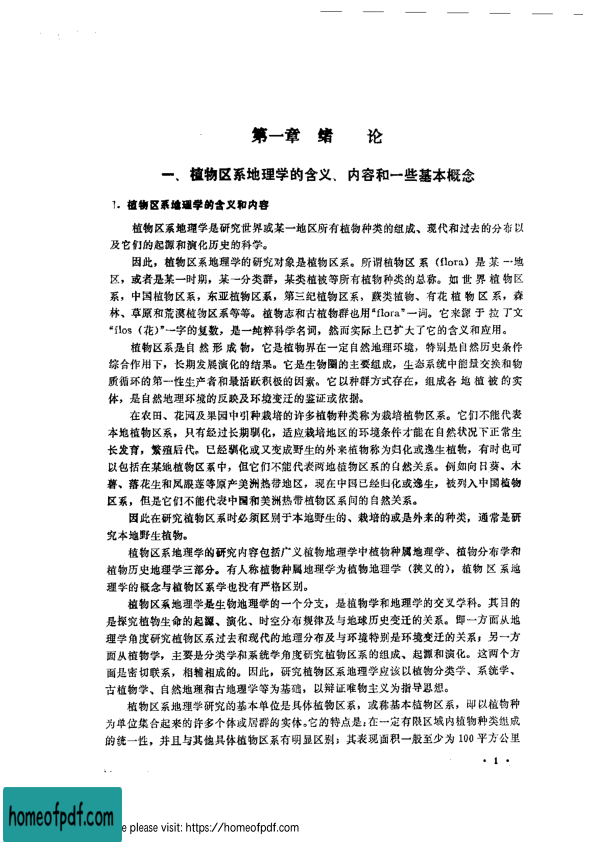 第一章 绪 论
一、植物区系地理学的含义、内容和一些基本概念
1. 植物区系地理学的含义和内容
植物区系地理学是研究世界或某一地区所有植物种类的组成、现代和过去的分布以
及它们的起源和演化历史的科学。
因此，植物区系地理学的研究对象是植物区系。所谓植物区系（flora）是某一地
区，或者是某一时期，某一分类群，某类植被等所有植物种类的总称。如世界植物区
系，中国植物区系，东亚植物区系，第三纪植物区系，蕨类植物、有花植物区系，森
林、草原和荒漠植物区系等等。植物志和古植物群也用“flora”一词。它来源于拉丁文
“flos（花）”一字的复数，是一纯粹科学名词，然而实际上已扩大了它的含义和应用。
植物区系是自然形成物，它是植物界在一定自然地理环境，特别是自然历史条件
综合作用下，长期发展演化的结果。它是生物圈的主要组成，生态系统中能量交换和物
质循环的第一性生产者和最活跃积极的因素。它以种群方式存在，组成各地植被的实
体，是自然地理环境的反映及环境变迁的鉴证或依据。
在农田、花园及果园中引种栽培的许多植物种类称为栽培植物区系。它们不能代表
本地植物区系，只有经过长期驯化，适应栽培地区的环境条件才能在自然状况下正常生
长发育，繁殖后代。已经驯化或又变成野生的外来植物称为归化或逸生植物，有时也可
以包括在某地植物区系中，但它们不能代表两地植物区系的自然关系。例如向日葵、木
薯、落花生和凤眼莲等原产美洲热带地区，现在中国已经归化或逸生，被列入中国植物
区系，但是它们不能代表中国和美洲热带植物区系间的自然关系。
因此在研究植物区系时必须区别于本地野生的、栽培的或是外来的种类，通常是研
究本地野生植物。
植物区系地理学的研究内容包括广义植物地理学中植物种属地理学、植物分布学和
植物历史地理学三部分。有人称植物种属地理学为植物地理学（狭义的），植物区系地
理学的概念与植物区系学也没有严格区别。
植物区系地理学是生物地理学的一个分支，是植物学和地理学的交叉学科。其目的
是探究植物生命的起源、演化、时空分布规律及与地球历史变迁的关系。即一方面从地
理学角度研究植物区系过去和现代的地理分布及与环境特别是环境变迁的关系；另一方
面从植物学，主要是分类学和系统学角度研究植物区系的组成、起源和演化。这两个方
面是密切联系，相辅相成的。因此，研究植物区系地理学应该以植物分类学、系统学、
古植物学、自然地理和古地理学等为基础，以辩证唯物主义为指导思想。
植物区系地理学研究的基本单位是具体植物区系，或称基本植物区系，即以植物种
为单位集合起来的许多个体或居群的实体。它的特点是：在一定有限区域内植物种类组成
的统一性，并且与其他具体植物区系有明显区别；其表现面积一般至少为100平方公里
· 1 ·
homeofpdf.com
e please visit: https://homeofpdf.com